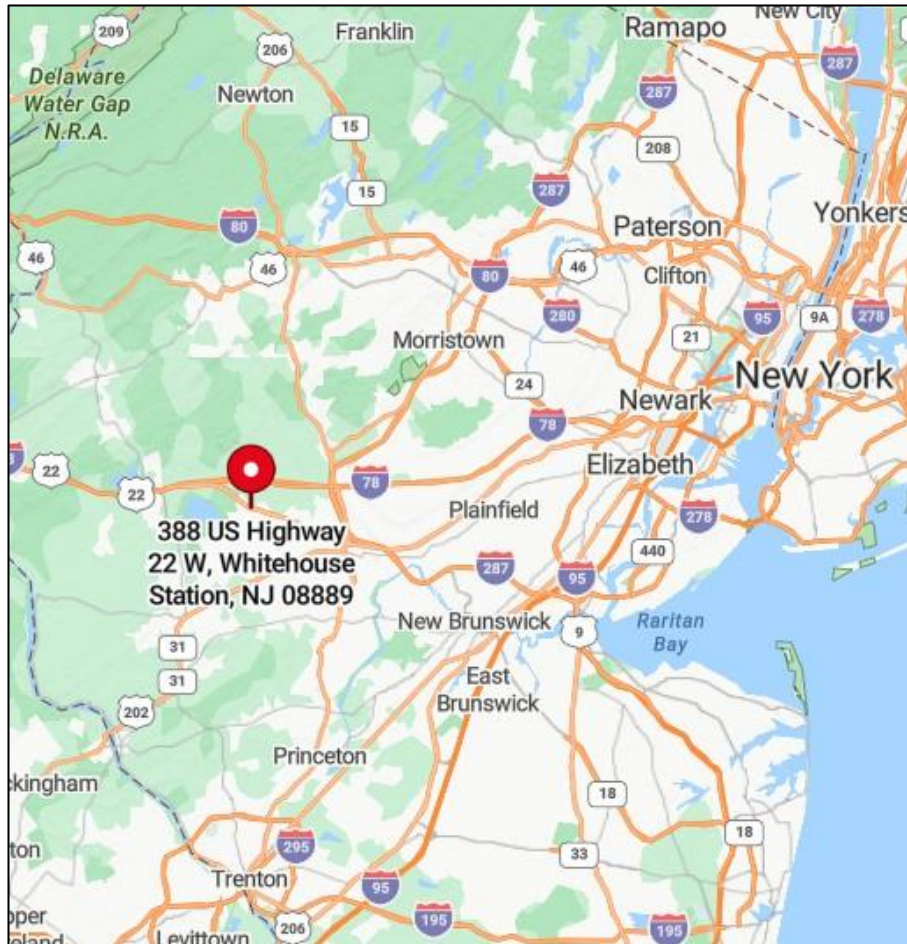 209
206
Franklin
Ramapo
New City
287
Delaware
Water Gap
N.R.A.
Newton
287
15
208
15
287
80
Paterson
Yonkers
46
46
80
46
Clifton
280
95
9A
278
21
Morristown
24
New York
Newark
78
22
22
78
Elizabeth
278
Plainfield
388 US Highway
22 W, Whitehouse
Station, NJ 08889
440
287
95
New Brunswick
9
Raritan
Bay
31
31
East
Brunswick
202
Princeton
ckingham
18
18
295
33
ton
Trenton
95
206
195
195
Levittown